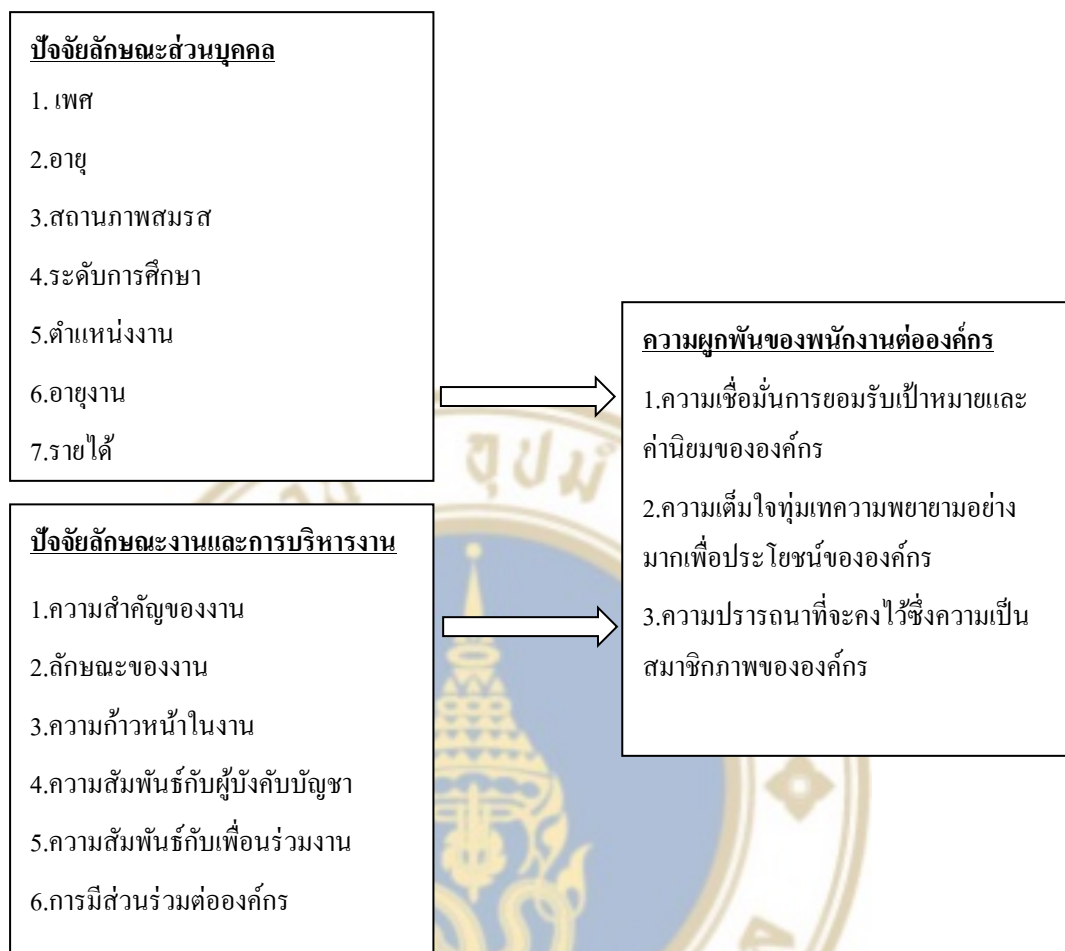 ปัจจัยลักษณะส่วนบุคคล
1. เพศ
2.อายุ
3.สถานภาพสมรส
4.ระดับการศึกษา
5.ตำแหน่งงาน
6.อายุงาน
7.รายได้
ปัจจัยลักษณะงานและการบริหารงาน
1.ความสำคัญของงาน
2.ลักษณะของงาน
3.ความก้าวหน้าในงาน
4.ความสัมพันธ์กับผู้บังคับบัญชา
5.ความสัมพันธ์กับเพื่อนร่วมงาน
6.การมีส่วนร่วมต่อองค์กร
ความผูกพันของพนักงานต่อองค์กร
1.ความเชื่อมั่นการยอมรับเป้าหมายและ
ค่านิยมขององค์กร
2.ความเต็มใจทุ่มเทความพยายามอย่าง
มากเพื่อประโยชน์ขององค์กร
3.ความปรารถนาที่จะคงไว้ซึ่งความเป็น
สมาชิกภาพขององค์กร
อุปมํ